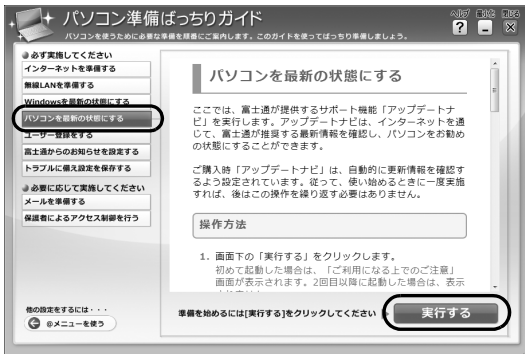 パソコン準備ばっちりガイド
パソコンを使うために必要な準備を順番にご案内します。このガイドを使ってばっちり準備しましょう。
ヘルプ 最小化 閉じる
必ず実施してください
インターネットを準備する
無線LANを準備する
Windowsを最新の状態にする
パソコンを最新の状態にする
ユーザー登録をする
富士通からのお知らせを設定する
トラブルに備え設定を保存する
必要に応じて実施してください
メールを準備する
保護者によるアクセス制御を行う
他の設定をするには・・・
@メニューを使う
パソコンを最新の状態にする
ここでは、富士通が提供するサポート機能「アップデートナ
ビ」を実行します。アップデートナビは、インターネットを通
じて、富士通が推奨する最新情報を確認し、パソコンをお勧め
の状態にすることができます。
ご購入時「アップデートナビ」は、自動的に更新情報を確認す
るよう設定されています。従って、使い始めるときに一度実施
すれば、後はこの操作を繰り返す必要はありません。
操作方法
1. 画面下の「実行する」をクリックします。
初めて起動した場合は、「ご利用になる上でのご注意」
画面が表示されます。2回目以降に起動した場合は、表示
準備を始めるには[実行する]をクリックしてください
実行する